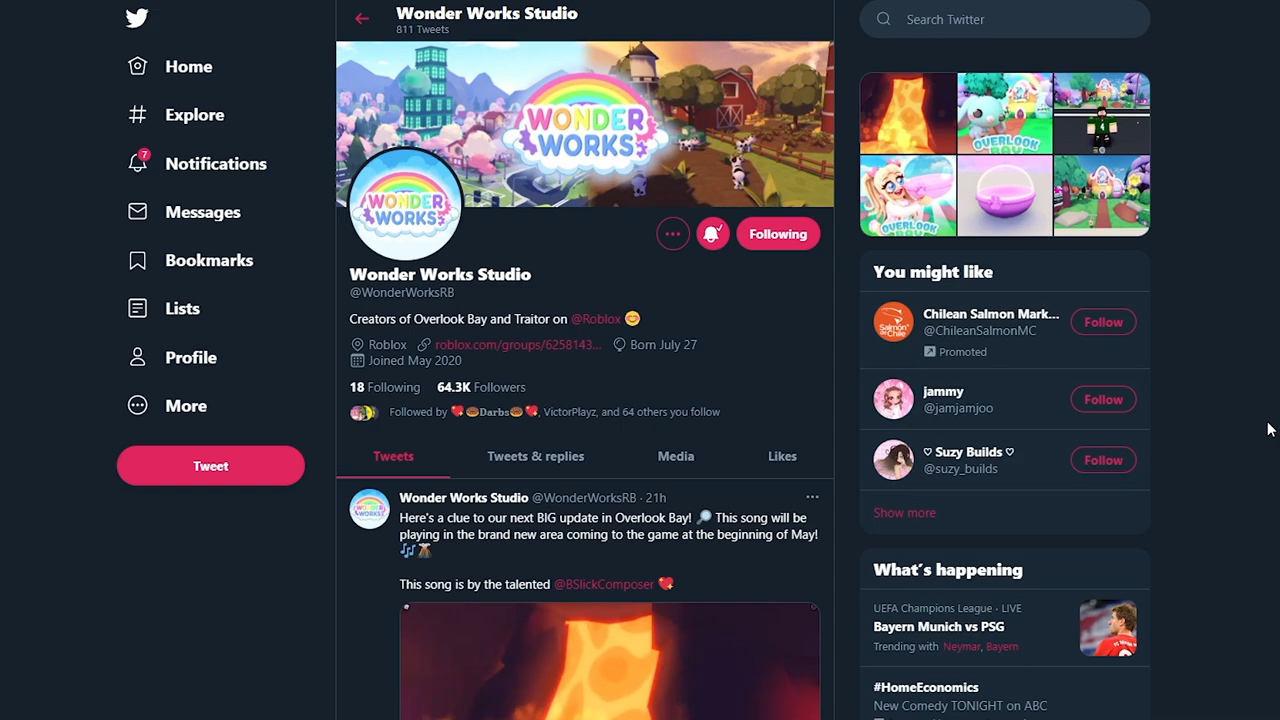 Home
Explore
7
Notifications
Messages
Bookmarks
Lists
Profile
More
Tweet
Wonder Works Studio
811 Tweets
WONDER
WORKS
WONDER
WORKS
Following
Wonder Works Studio
@WonderWorksRB
Creators of Overlook Bay and Traitor on @Roblox 😊
Roblox roblox.com/groups/6258143... Born July 27
Joined May 2020
18 Following 64.3K Followers
Followed by 💖🍩Darbs🍩💖, VictorPlayz, and 64 others you follow
Tweets Tweets & replies Media Likes
WONDER
WORKS
Wonder Works Studio @WonderWorksRB · 21h
Here's a clue to our next BIG update in Overlook Bay! 🔎 This song will be
playing in the brand new area coming to the game at the beginning of May!
🎶🌋
This song is by the talented @BSlickComposer 💖
Search Twitter
OVERLOOK
BAY
4
OVERLOOK
BAY
You might like
Salmon
de Chile
Chilean Salmon Mark...
@ChileanSalmonMC
Follow
Promoted
jammy
@jamjamjoo
Follow
♡ Suzy Builds ♡
@suzy_builds
Follow
Show more
What's happening
UEFA Champions League · LIVE
Bayern Munich vs PSG
Trending with Neymar, Bayern
#HomeEconomics
New Comedy TONIGHT on ABC